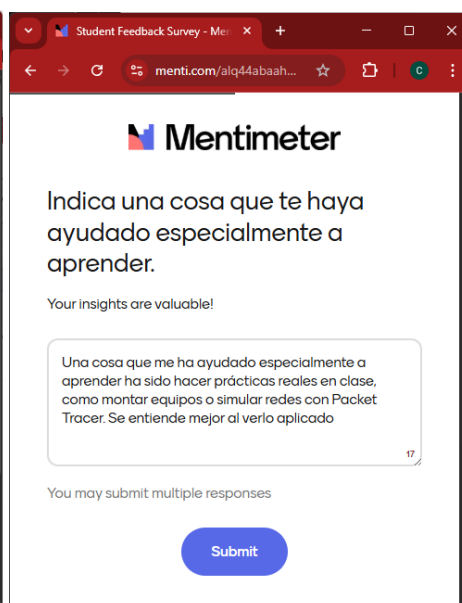 Student Feedback Survey - Men
menti.com/alq44abaah...
C
Mentimeter
Indica una cosa que te haya
ayudado especialmente a
aprender.
Your insights are valuable!
Una cosa que me ha ayudado especialmente a
aprender ha sido hacer prácticas reales en clase,
como montar equipos o simular redes con Packet
Tracer. Se entiende mejor al verlo aplicado
17
You may submit multiple responses
Submit